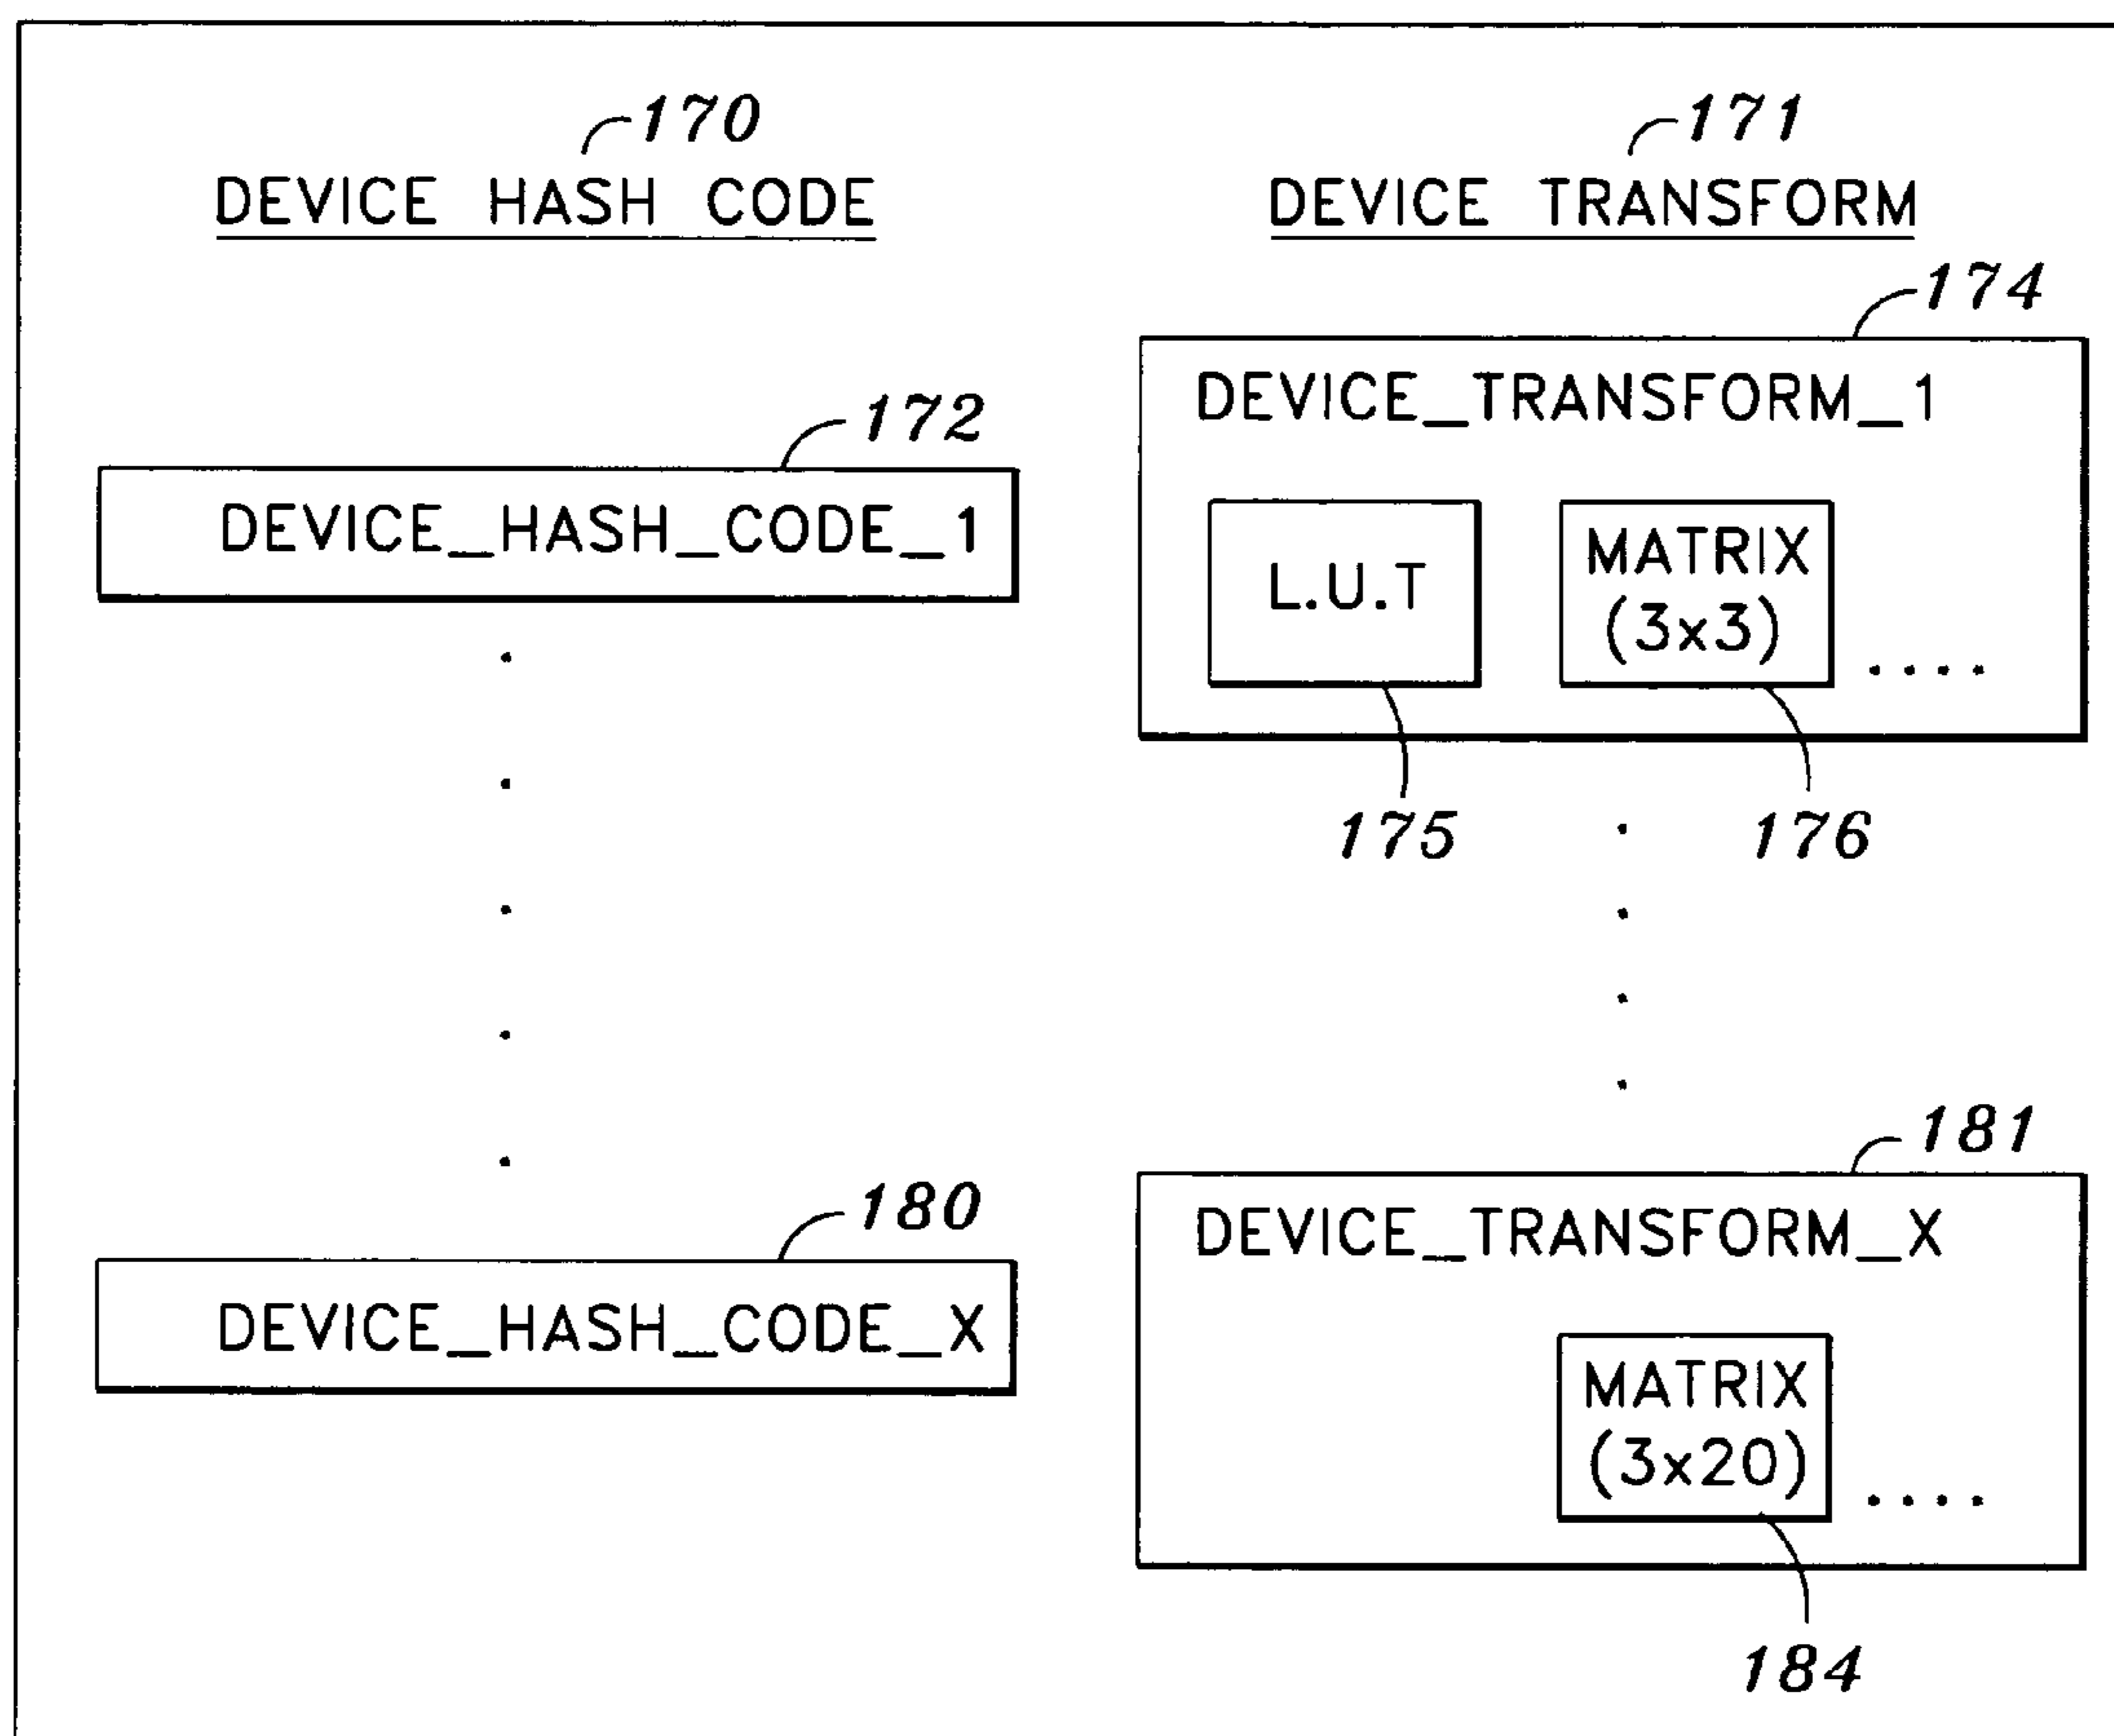 170
DEVICE HASH CODE
171
DEVICE TRANSFORM
172
DEVICE_HASH_CODE_1
174
DEVICE_TRANSFORM_1
L.U.T
MATRIX
(3x3)
....
175
176
180
DEVICE_HASH_CODE_X
181
DEVICE_TRANSFORM_X
MATRIX
(3x20)
....
184